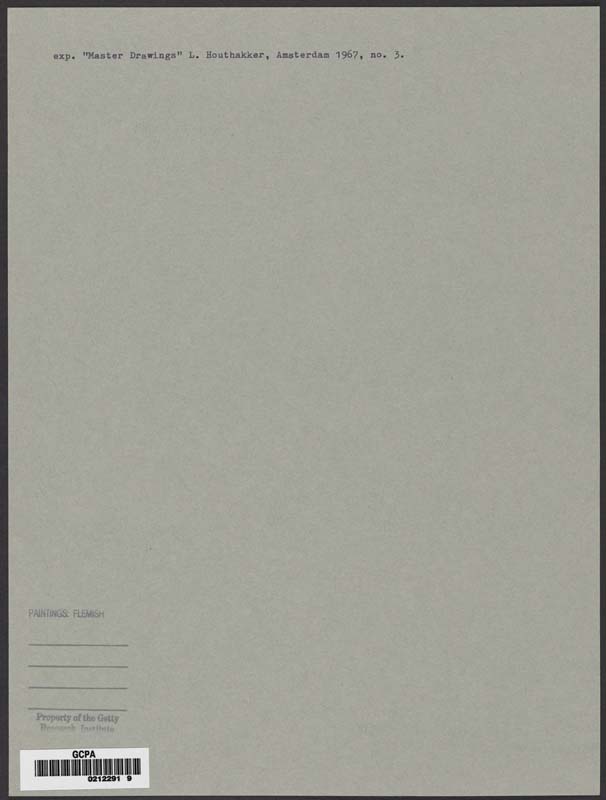 exp. "Master Drawings" L. Houthakker, Amsterdam 1967, no. 3.
PAINTINGS: FLEMISH
Property of the Getty
Research Institute
GCPA
0212291 9